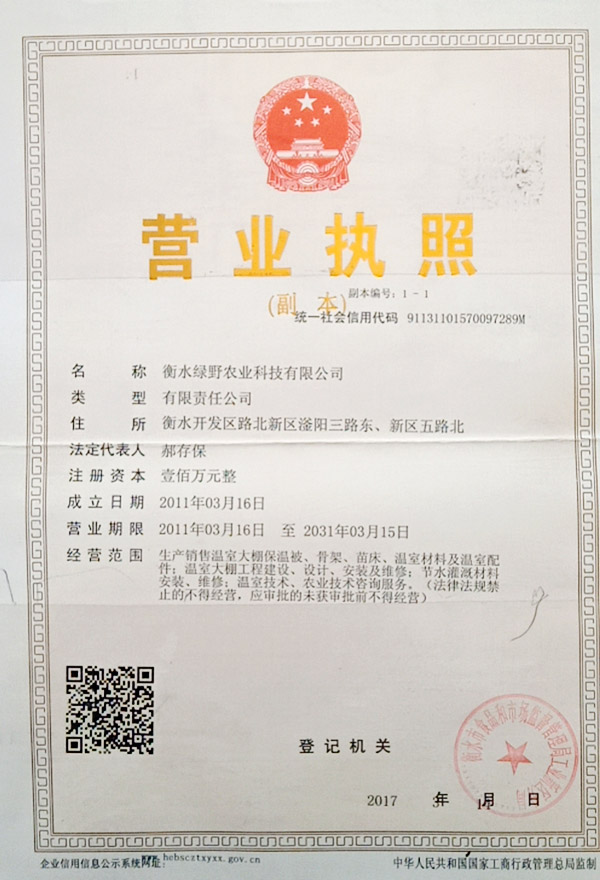 营业执照
(副 本)
副本编号：1-1
统一社会信用代码 91131101570097289M
名 称 衡水绿野农业科技有限公司
类 型 有限责任公司
住 所 衡水开发区路北新区滏阳三路东、新区五路北
法定代表人 郝存保
注册资本 壹佰万元整
成立日期 2011年03月16日
营业期限 2011年03月16日 至 2031年03月15日
经营范围 生产销售温室大棚保温被、骨架、苗床、温室材料及温室配
件；温室大棚工程建设、设计、安装及维修；节水灌溉材料
安装、维修；温室技术、农业技术咨询服务。（法律法规禁
止的不得经营，应审批的未获审批前不得经营）
登记机关
2017 年 月 日
企业信用信息公示系统网址：www.hebscztxyxx.gov.cn
中华人民共和国国家工商行政管理总局监制